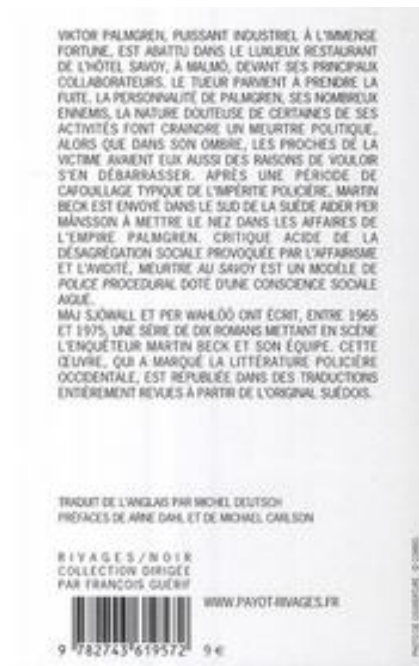 VIKTOR PALMGREN, PUISSANT INDUSTRIEL À L'IMMENSE
FORTUNE, EST ABATTU DANS LE LUXUEUX RESTAURANT
DE L'HÔTEL SAVOY, À MALMÖ, DEVANT SES PRINCIPAUX
COLLABORATEURS. LE TUEUR PARVIENT À PRENDRE LA
FUITE. LA PERSONNALITÉ DE PALMGREN, SES NOMBREUX
ENNEMIS, LA NATURE DOUTEUSE DE CERTAINES DE SES
ACTIVITÉS FONT CRAINDRE UN MEURTRE POLITIQUE,
ALORS QUE DANS SON OMBRE, LES PROCHES DE LA
VICTIME AVAIENT EUX AUSSI DES RAISONS DE VOULOIR
S'EN DÉBARRASSER. APRÈS UNE PÉRIODE DE
CAFOUILLAGE TYPIQUE DE L'IMPÉRITIE POLICIÈRE, MARTIN
BECK EST ENVOYÉ DANS LE SUD DE LA SUÈDE AIDER PER
MÅNSSON À METTRE LE NEZ DANS LES AFFAIRES DE
L'EMPIRE PALMGREN. CRITIQUE ACIDE DE LA
DÉSAGRÉGATION SOCIALE PROVOQUÉE PAR L'AFFAIRISME
ET L'AVIDITÉ, MEURTRE AU SAVOY EST UN MODÈLE DE
POLICE PROCEDURAL DOTÉ D'UNE CONSCIENCE SOCIALE
AIGUË.
MAJ SJÖWALL ET PER WAHLÖÖ ONT ÉCRIT, ENTRE 1965
ET 1975, UNE SÉRIE DE DIX ROMANS METTANT EN SCÈNE
L'ENQUÊTEUR MARTIN BECK ET SON ÉQUIPE. CETTE
ŒUVRE, QUI A MARQUÉ LA LITTÉRATURE POLICIÈRE
OCCIDENTALE, EST REPUBLIÉE DANS DES TRADUCTIONS
ENTIÈREMENT REVUES À PARTIR DE L'ORIGINAL SUÉDOIS.
TRADUIT DE L'ANGLAIS PAR MICHEL DEUTSCH
PRÉFACES DE ARNE DAHL ET DE MICHAEL CARLSON
RIVAGES/NOIR
COLLECTION DIRIGÉE
PAR FRANÇOIS GUÉRIF
WWW.PAYOT-RIVAGES.FR
9 782743 619572 9 €